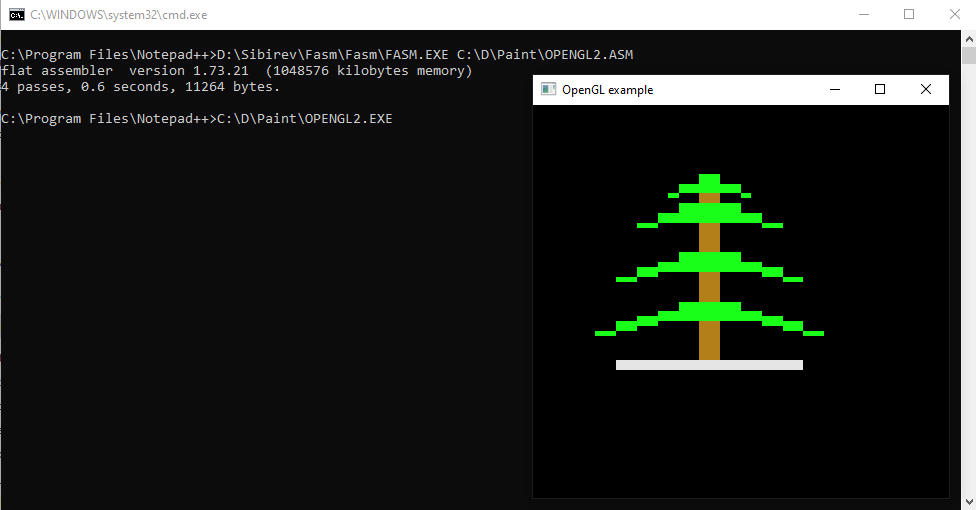 C:\WINDOWS\system32\cmd.exe
C:\Program Files\Notepad++>D:\Sibirev\Fasm\Fasm\FASM.EXE C:\D\Paint\OPENGL2.ASM
flat assembler  version 1.73.21  (1048576 kilobytes memory)
4 passes, 0.6 seconds, 11264 bytes.
C:\Program Files\Notepad++>C:\D\Paint\OPENGL2.EXE
OpenGL example